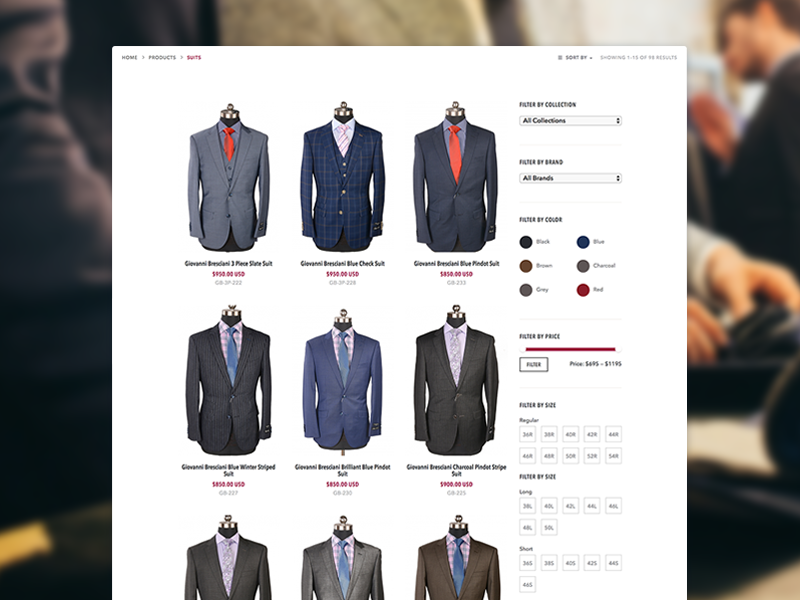 HOME > PRODUCTS > SUITS
SORT BY
SHOWING 1-15 OF 98 RESULTS
Giovanni Bresciani 3 Piece Slate Suit
$950.00 USD
GB-3P-222
Giovanni Bresciani Blue Check Suit
$950.00 USD
GB-3P-228
Giovanni Bresciani Blue Pindot Suit
$850.00 USD
GB-233
Giovanni Bresciani Blue Winter Striped
Suit
$850.00 USD
GB-227
Giovanni Bresciani Brilliant Blue Pindot
Suit
$850.00 USD
GB-230
Giovanni Bresciani Charcoal Pindot Stripe
Suit
$900.00 USD
GB-225
FILTER BY COLLECTION
All Collections
FILTER BY BRAND
All Brands
FILTER BY COLOR
Black
Blue
Brown
Charcoal
Grey
Red
FILTER BY PRICE
FILTER
Price: $695 – $1195
FILTER BY SIZE
Regular
36R 38R 40R 42R 44R
46R 48R 50R 52R 54R
FILTER BY SIZE
Long
38L 40L 42L 44L 46L
48L 50L
Short
36S 38S 40S 42S 44S
46S